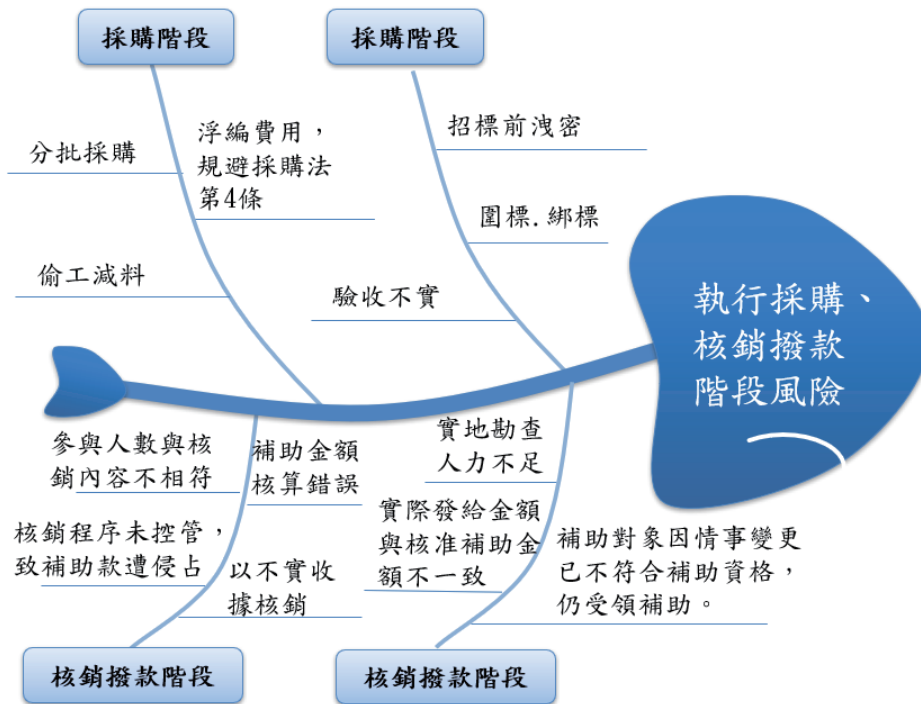 採購階段
採購階段
分批採購
浮編費用，
規避採購法
第4條
偷工減料
招標前洩密
圍標.綁標
驗收不實
執行採購、
核銷撥款
階段風險
參與人數與核
銷內容不相符
補助金額
核算錯誤
核銷程序未控管，
致補助款遭侵占
以不實收
據核銷
實地勘查
人力不足
實際發給金額
與核准補助金
額不一致
補助對象因情事變更
已不符合補助資格，
仍受領補助。
核銷撥款階段
核銷撥款階段